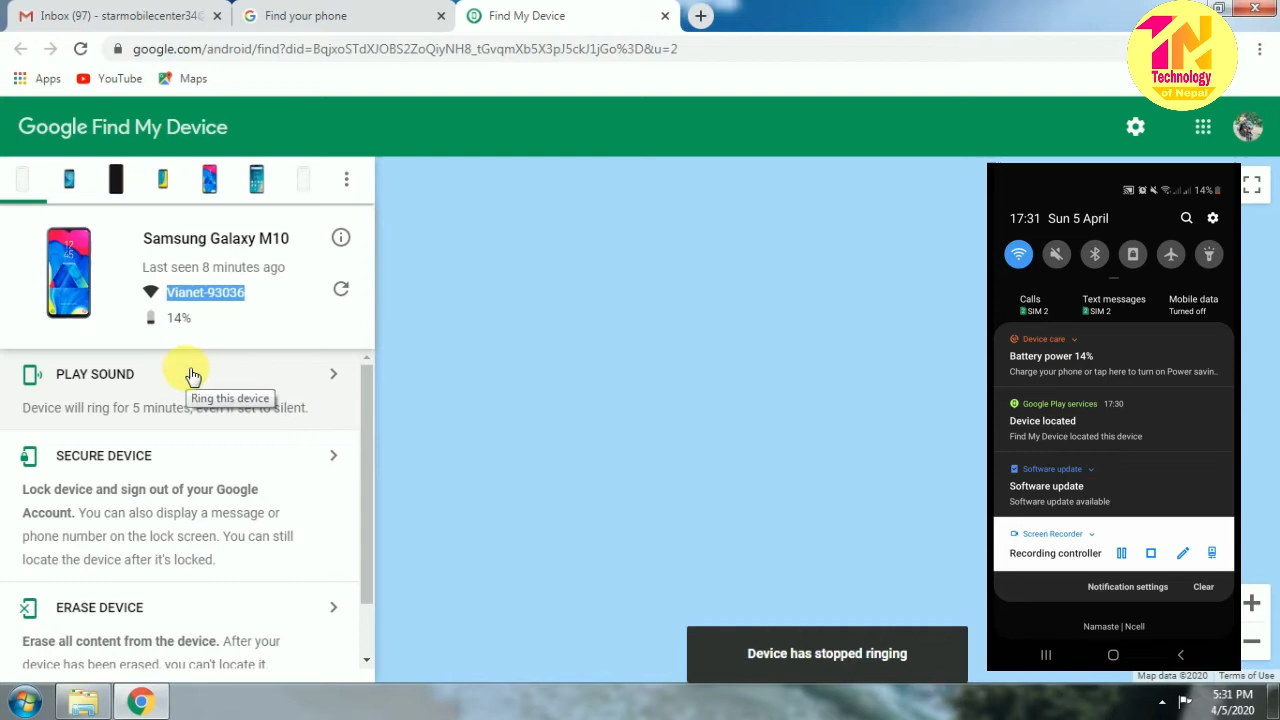 Inbox (9) - stamobilcenter34@
Find your phone
Find My Device
google.com/android/find?did=BqjxoSTdXJOBS2ZoQiyNH8_tGvqmXb5X3pJ5ckJ1jGo%3D&u=2
Apps
YouTube
Maps
TN
Technology
of Nepal
Google Find My Device
Samsung Galaxy M10
Last seen 8 minutes ago
Vianet-93036
14%
PLAY SOUND
Ring this device
Device will ring for 5 minutes, even if set to silent.
SECURE DEVICE
Lock device and sign out of your Google
Account. You can also display a message or
phone number on the lock screen. You can still
locate the device after it's locked.
ERASE DEVICE
Erase all content from the device. After your
device has been erased, you can't locate it.
Device has stopped ringing
14%
17:31 Sun 5 April
Calls
2 SIM 2
Text messages
2 SIM 2
Mobile data
Turned off
Device care
Battery power 14%
Charge your phone or tap here to turn on Power savin..
Google Play services 17:30
Device located
Find My Device located this device
Software update
Software update
Software update available
Screen Recorder
Recording controller
Notification settings
Clear
Namaste | Ncell
Map data ©2020
Terms of Use
5:31 PM
4/5/2020